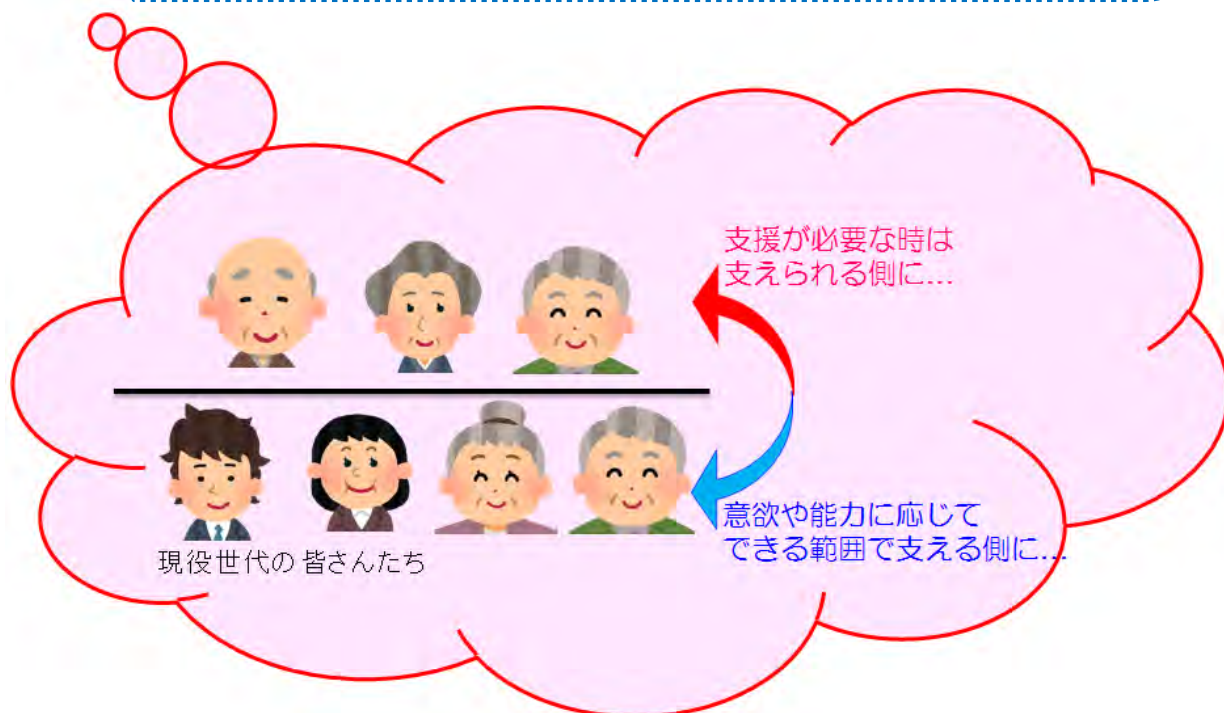 支援が必要な時は
支えられる側に…
意欲や能力に応じて
できる範囲で支える側に…
現役世代の皆さんたち